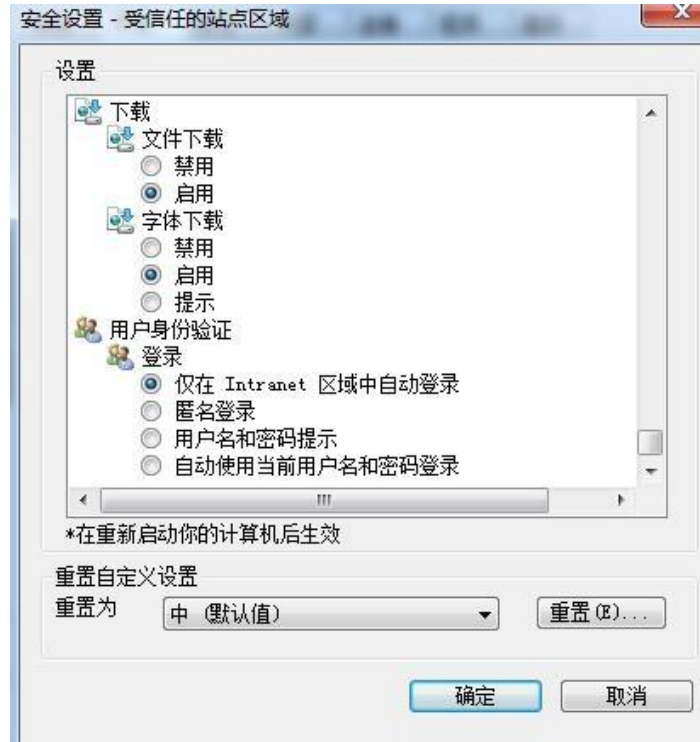 安全设置 - 受信任的站点区域
设置
下载
文件下载
禁用
启用
字体下载
禁用
启用
提示
用户身份验证
登录
仅在 Intranet 区域中自动登录
匿名登录
用户名和密码提示
自动使用当前用户名和密码登录
*在重新启动你的计算机后生效
重置自定义设置
重置为
中 (默认值)
重置(E)...
确定
取消